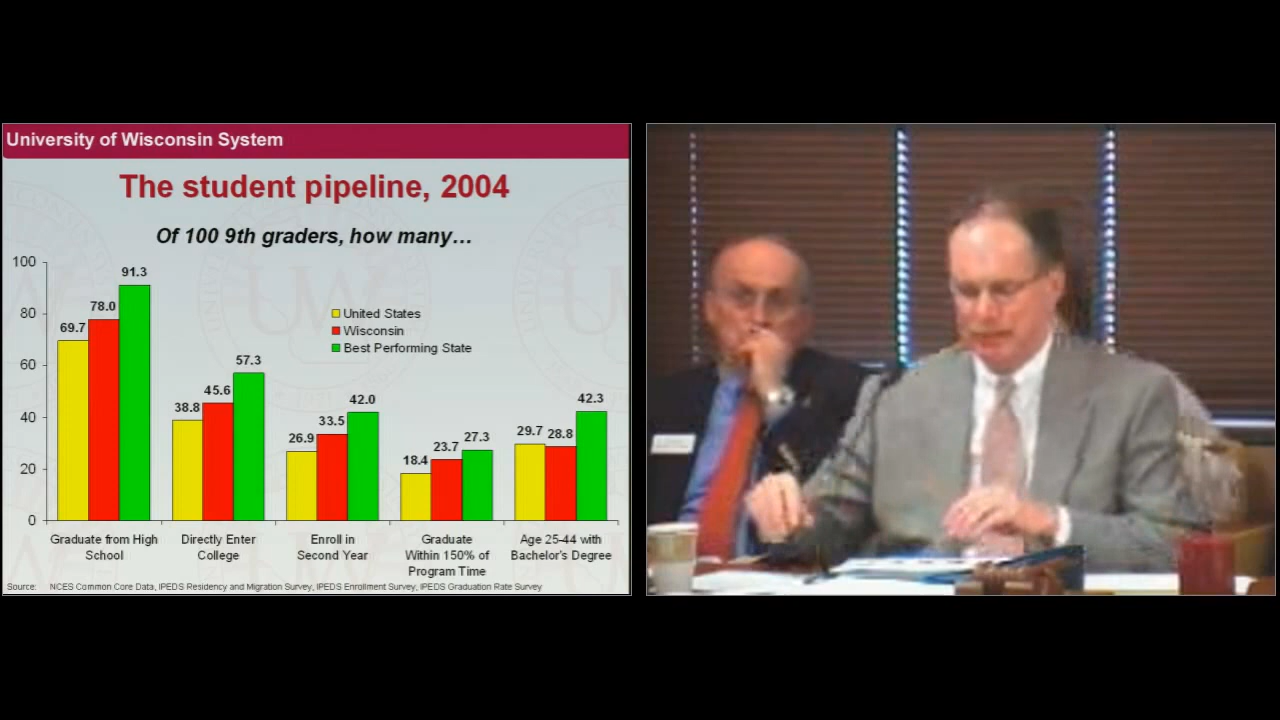 University of Wisconsin System
The student pipeline, 2004
Of 100 9th graders, how many…
100
80
60
40
20
0
69.7
78.0
91.3
38.8
45.6
57.3
26.9
33.5
42.0
18.4
23.7
27.3
29.7
28.8
42.3
United States
Wisconsin
Best Performing State
Graduate from High
School
Directly Enter
College
Enroll in
Second Year
Graduate
Within 150% of
Program Time
Age 25-44 with
Bachelor's Degree
Source: NCES Common Core Data, IPEDS Residency and Migration Survey, IPEDS Enrollment Survey, IPEDS Graduation Rate Survey